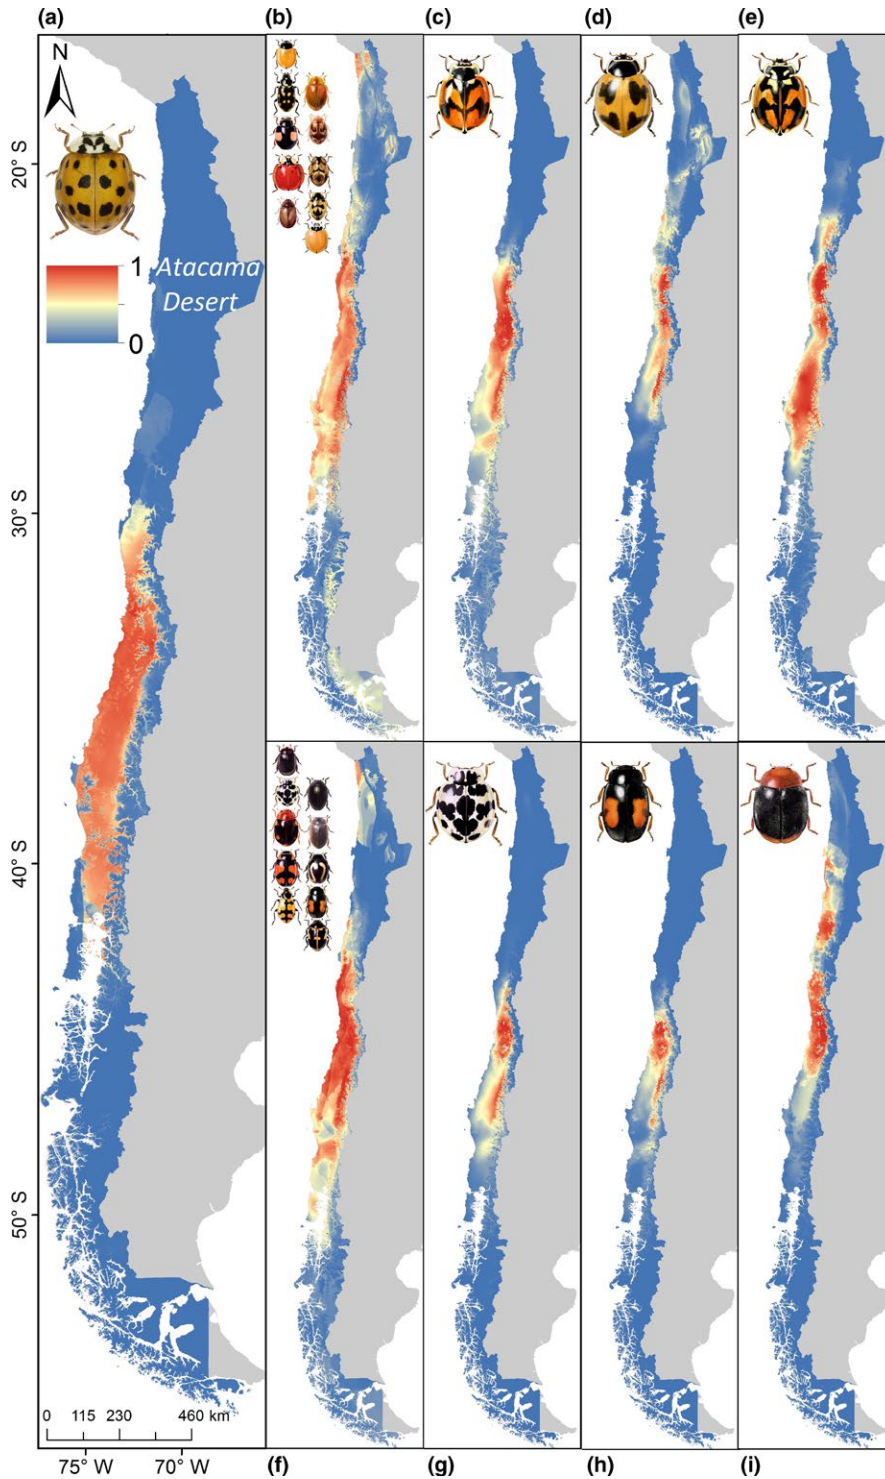 (a)
(b)
(c)
(d)
(e)
N
20° S
1
Atacama
Desert
0
30° S
40° S
50° S
0 115 230 460 km
75° W 70° W
(f)
(g)
(h)
(i)